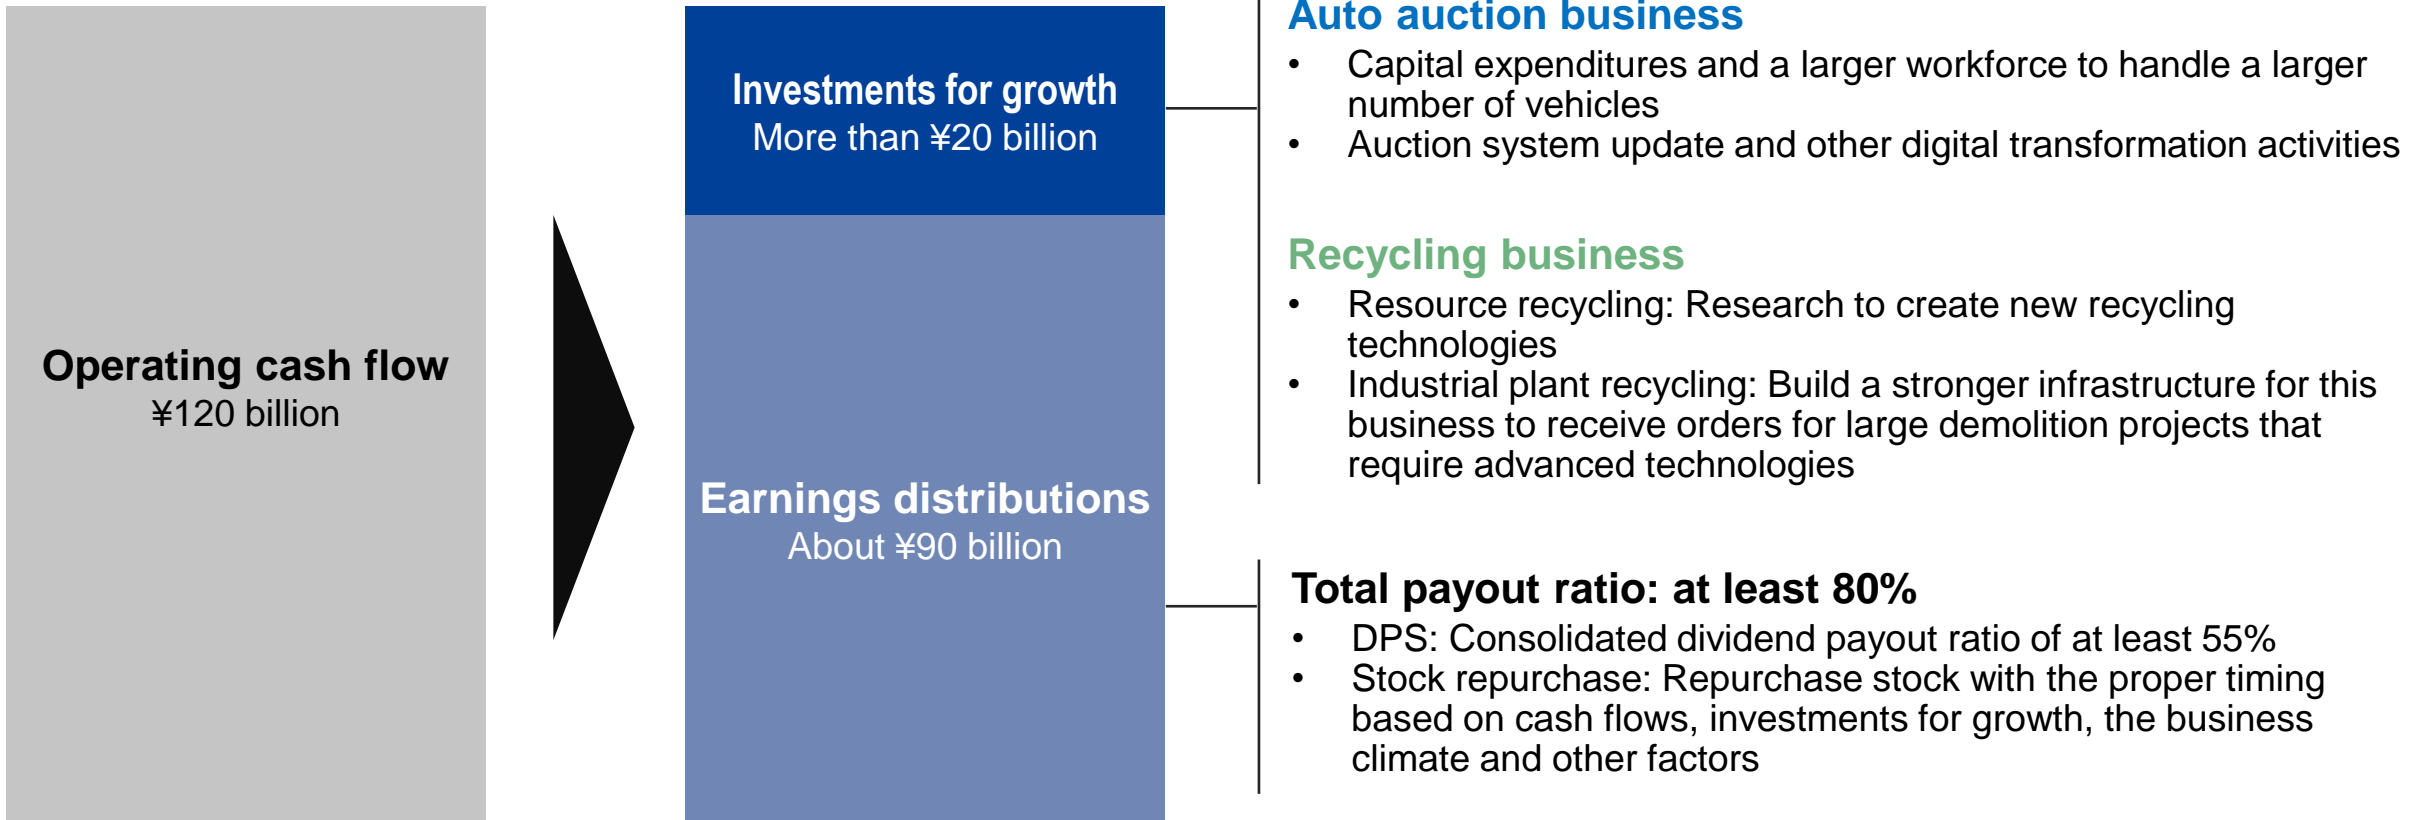 Operating cash flow
¥120 billion
Investments for growth
More than ¥20 billion
Earnings distributions
About ¥90 billion
Auto auction business
• Capital expenditures and a larger workforce to handle a larger
number of vehicles
• Auction system update and other digital transformation activities
Recycling business
• Resource recycling: Research to create new recycling
technologies
• Industrial plant recycling: Build a stronger infrastructure for this
business to receive orders for large demolition projects that
require advanced technologies
Total payout ratio: at least 80%
• DPS: Consolidated dividend payout ratio of at least 55%
• Stock repurchase: Repurchase stock with the proper timing
based on cash flows, investments for growth, the business
climate and other factors